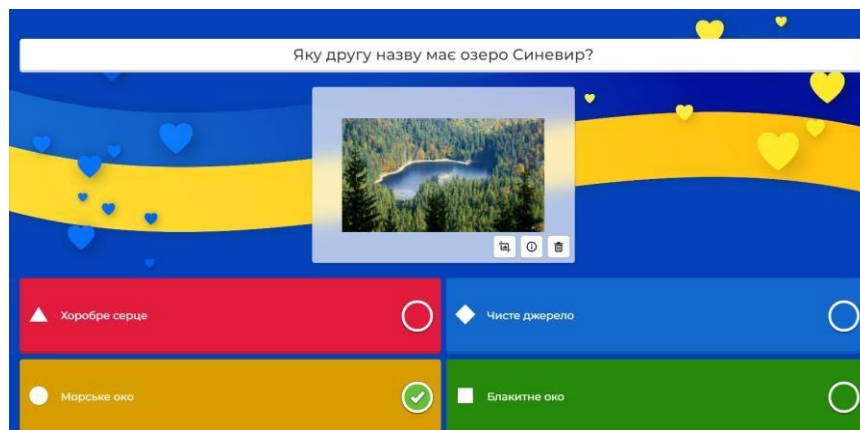 Яку другу назву має озеро Синевир?
Хоробре серце
Чисте джерело
Морське око
Блакитне око